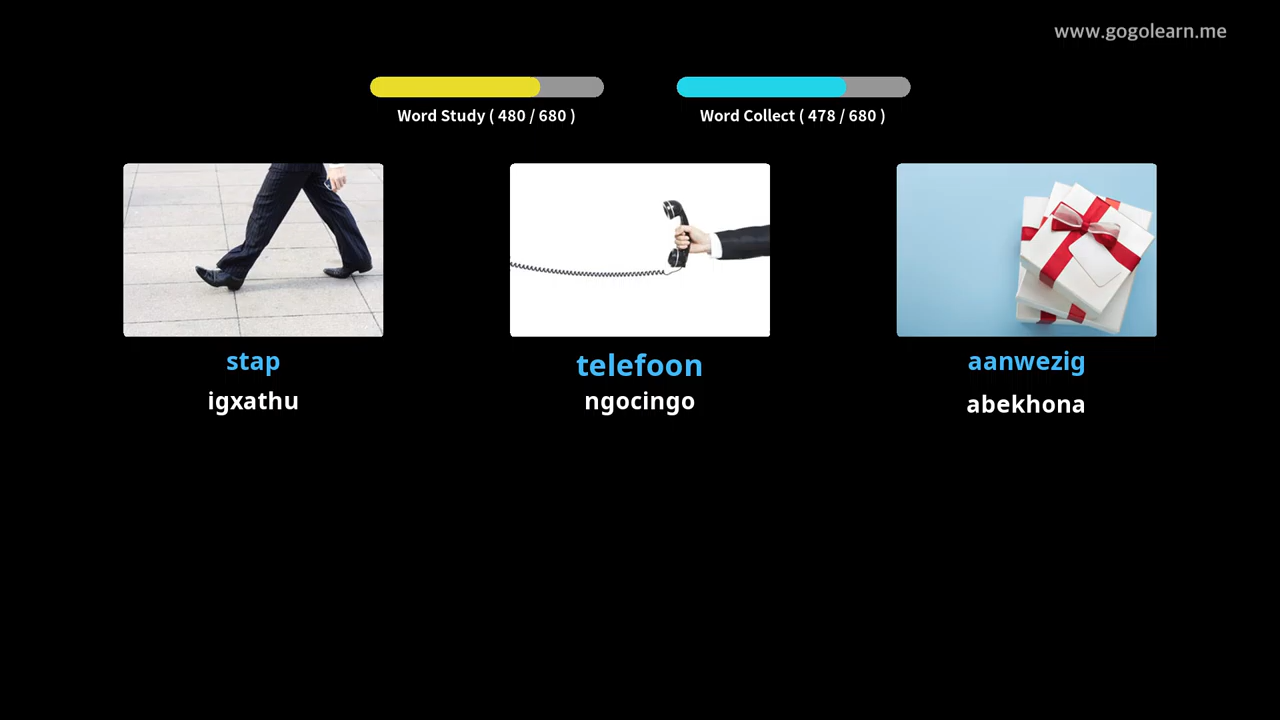 www.gogolearn.me
Word Study ( 480 / 680 )
Word Collect ( 478 / 680 )
stap
igxathu
telefoon
ngocingo
aanwezig
abekhona